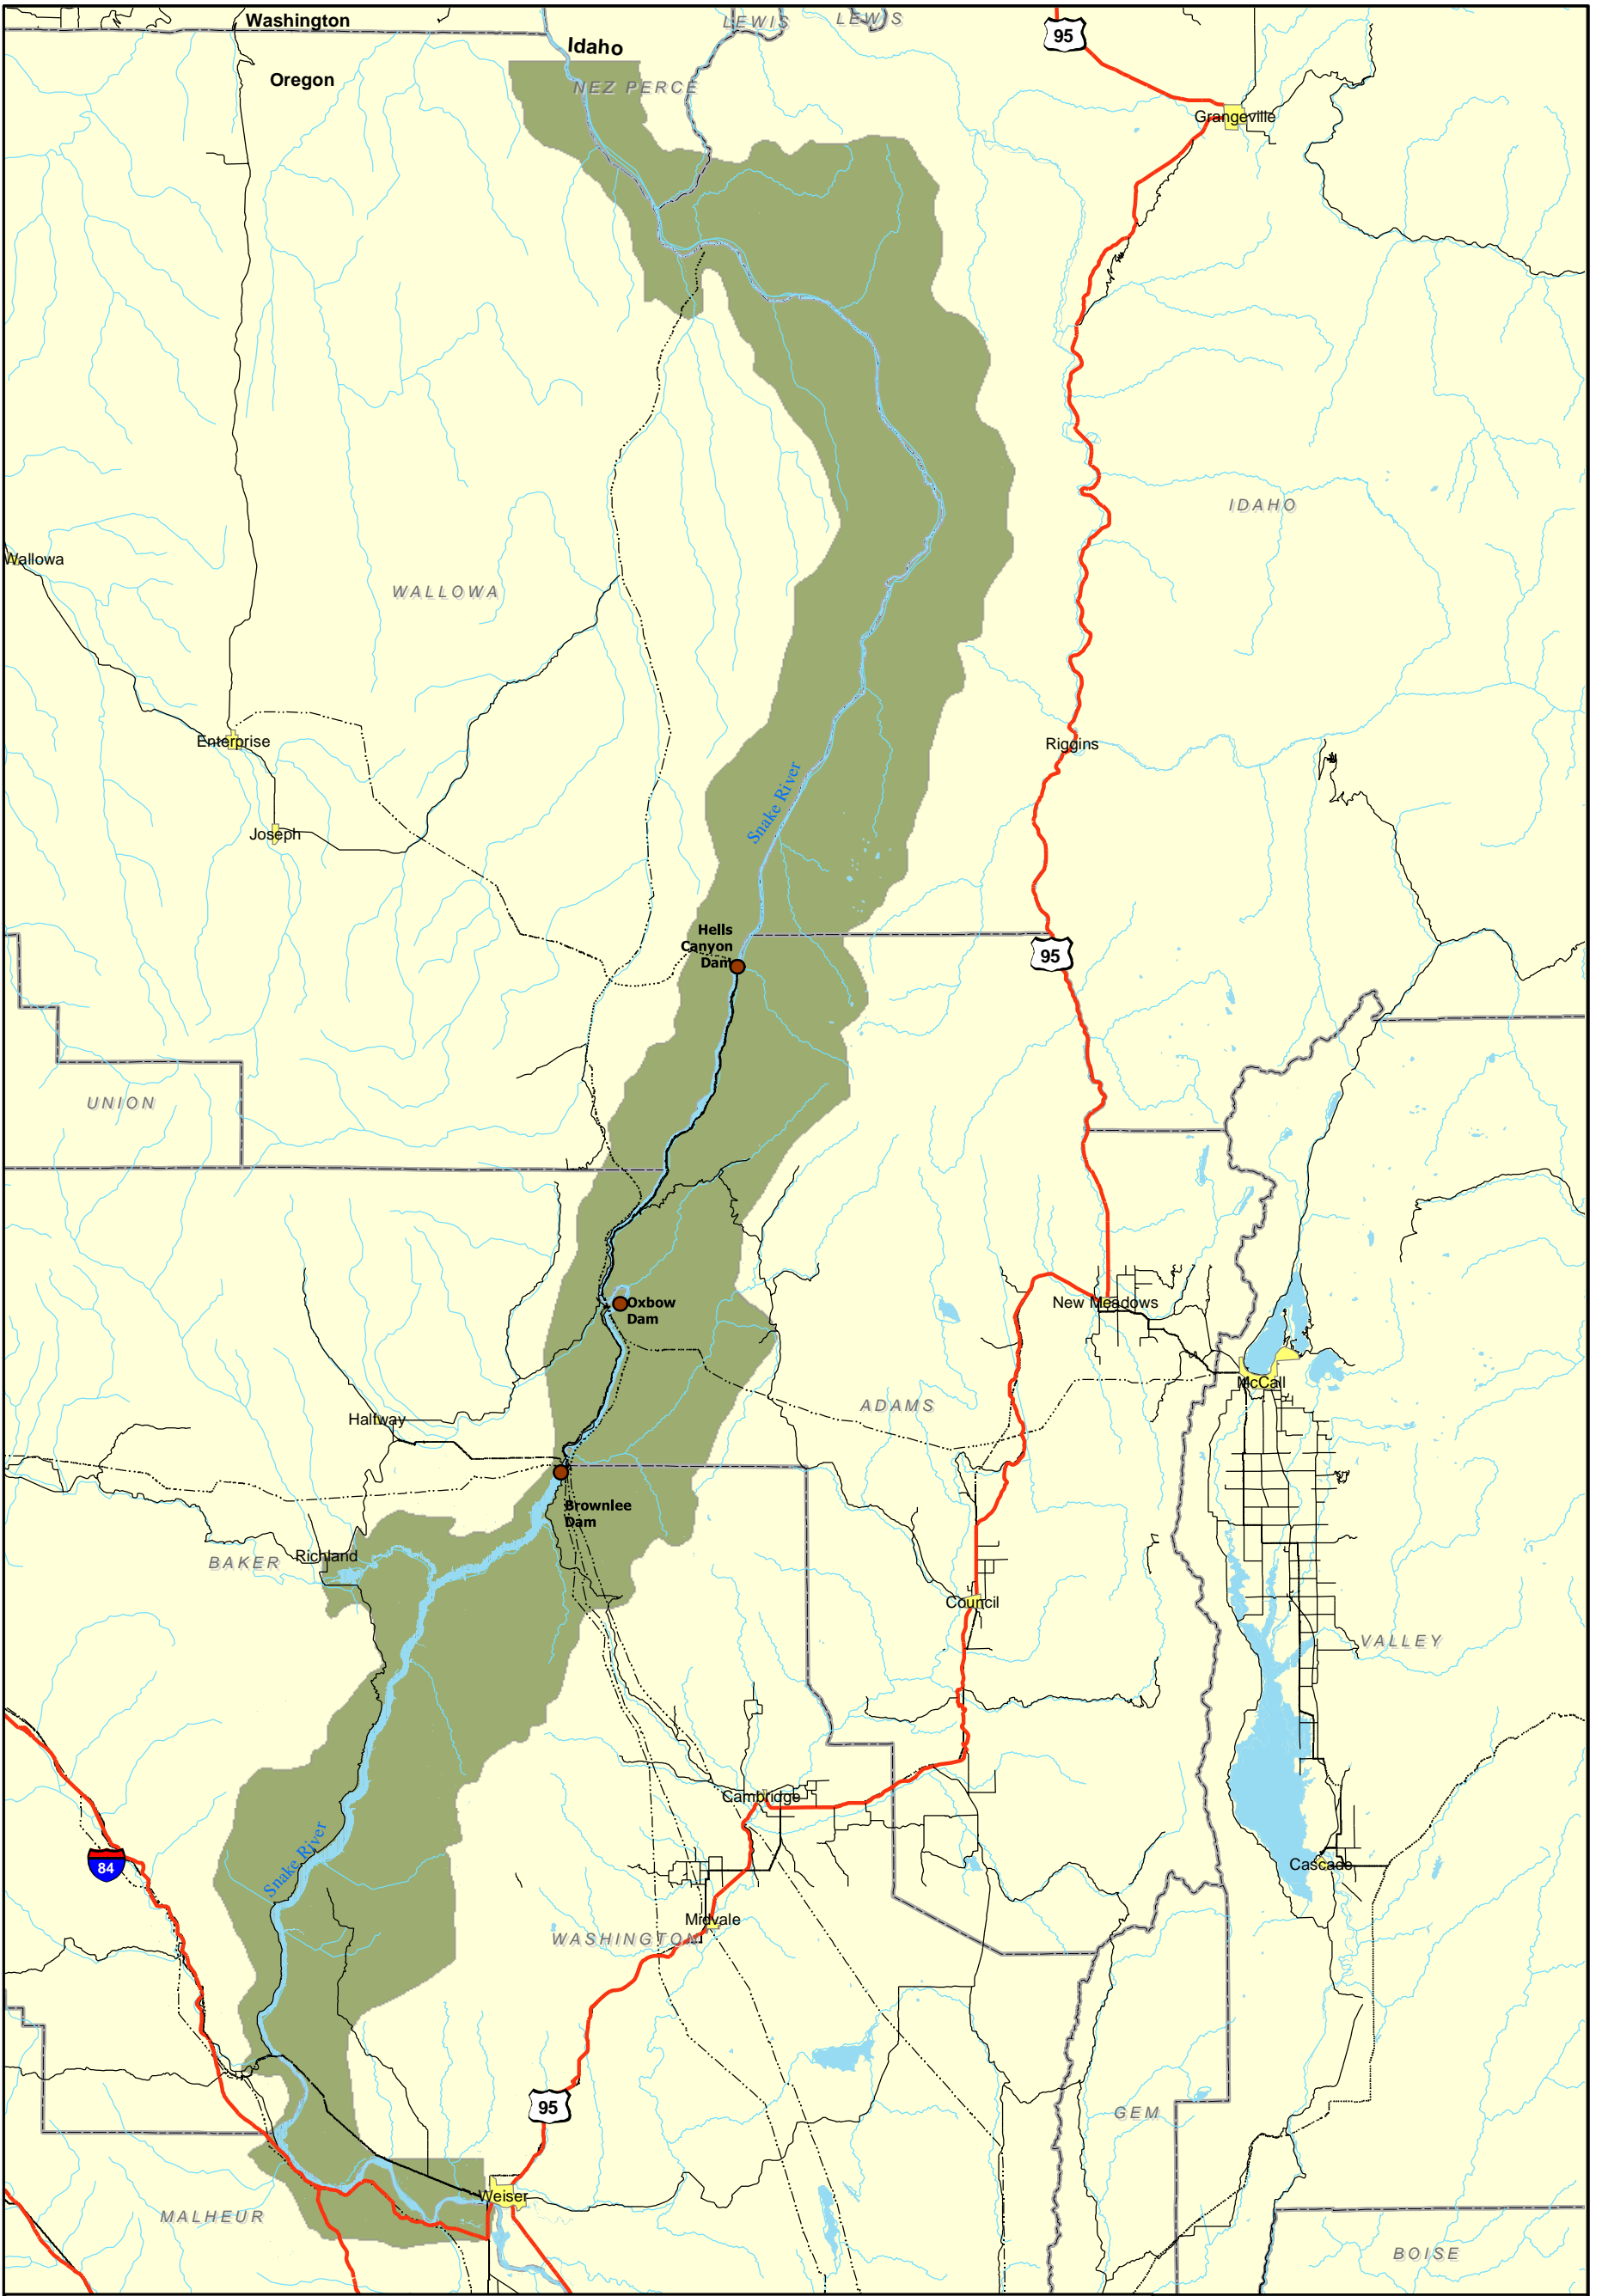 Washington
LEWIS
LEWIS
95
Idaho
Oregon
NEZ PERCE
Grangeville
IDAHO
Wallowa
WALLOWA
Enterprise
Riggins
Snake River
Joseph
Hells
Canyon
Dam
95
UNION
Oxbow
Dam
New Meadows
McCall
ADAMS
Halfway
Brownlee
Dam
BAKER
Richland
Council
VALLEY
Cambridge
84
Snake River
Cascade
Midvale
WASHINGTON
95
GEM
Weiser
MALHEUR
BOISE